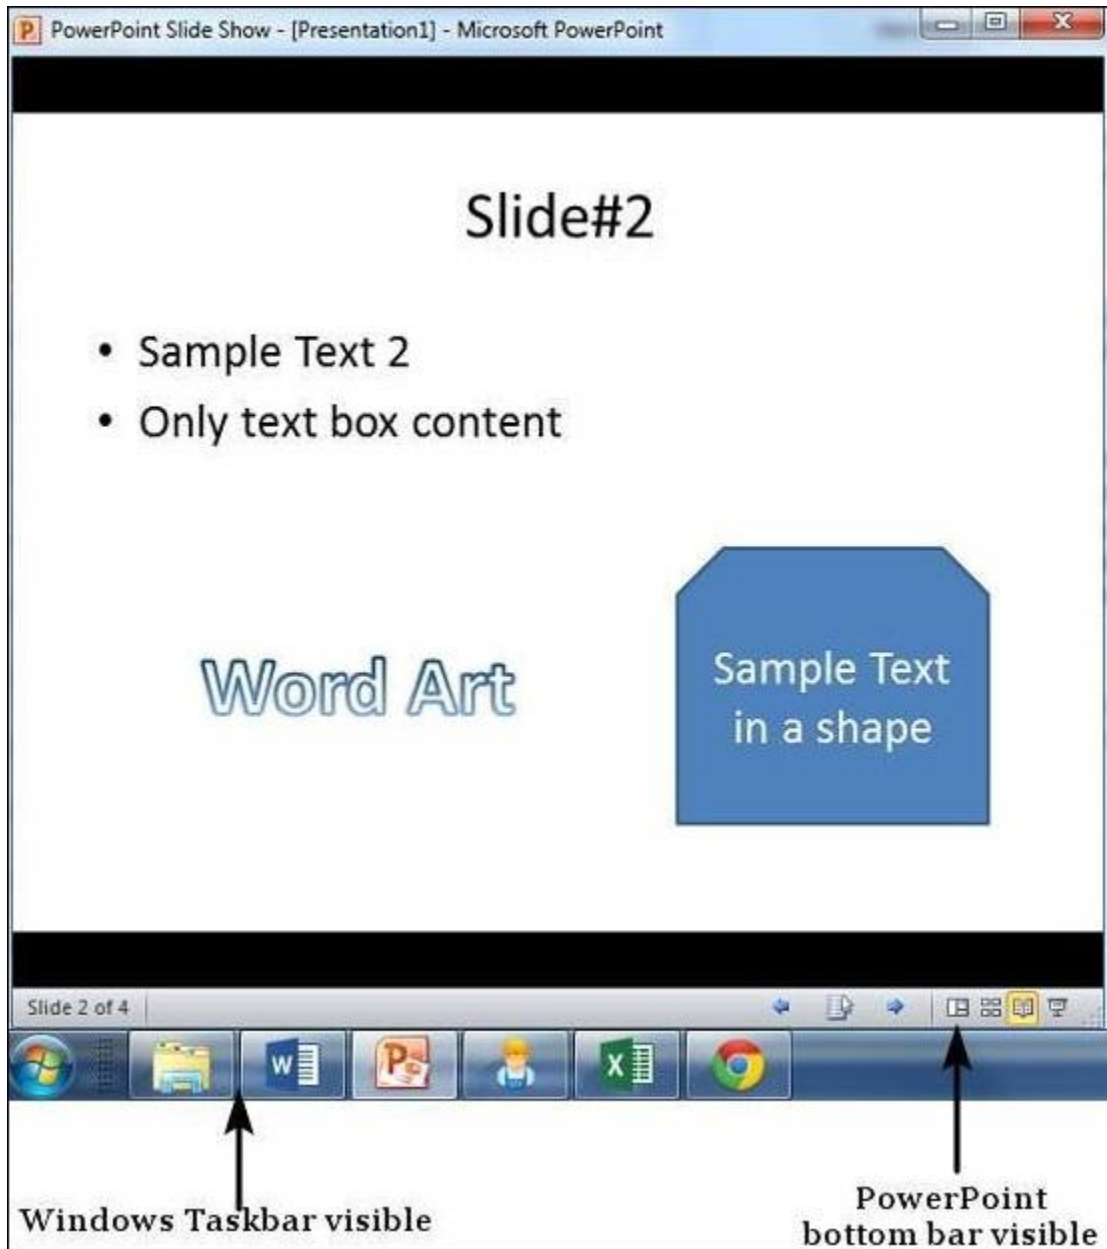 PowerPoint Slide Show - [Presentation1] - Microsoft PowerPoint
Slide#2
• Sample Text 2
• Only text box content
Word Art
Sample Text
in a shape
Slide 2 of 4
Windows Taskbar visible
PowerPoint
bottom bar visible